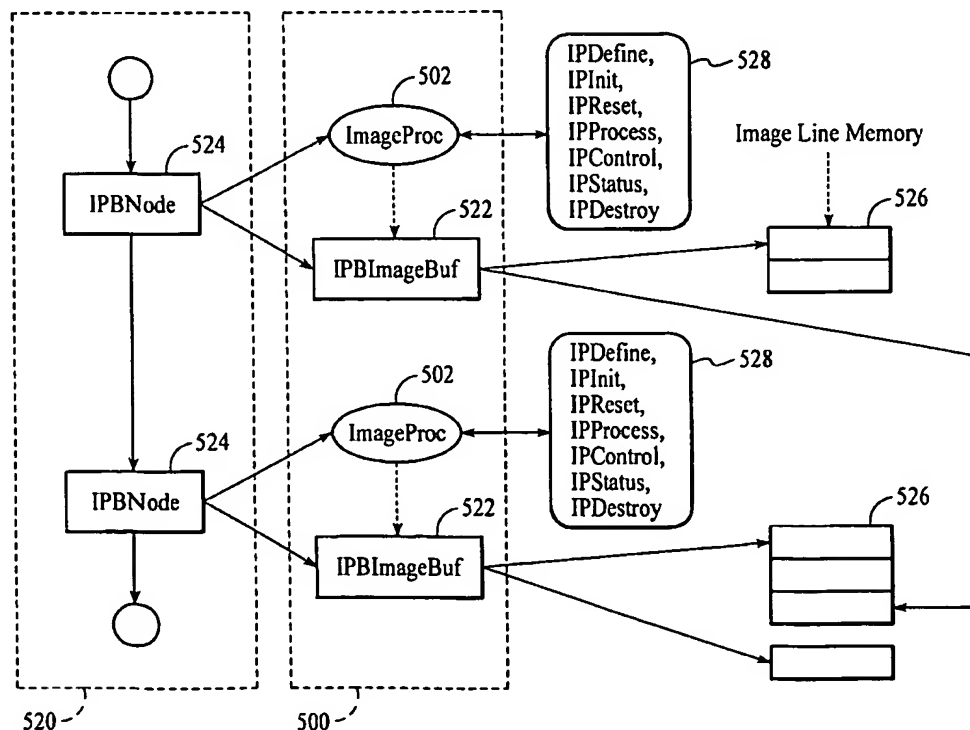 502
IPDefine,
IPInit,
IPReset,
IPProcess,
IPControl,
IPStatus,
IPDestroy
528
ImageProc
Image Line Memory
524
IPBNode
522
IPBImageBuf
526
502
IPDefine,
IPInit,
IPReset,
IPProcess,
IPControl,
IPStatus,
IPDestroy
528
ImageProc
524
IPBNode
522
IPBImageBuf
526
520
500